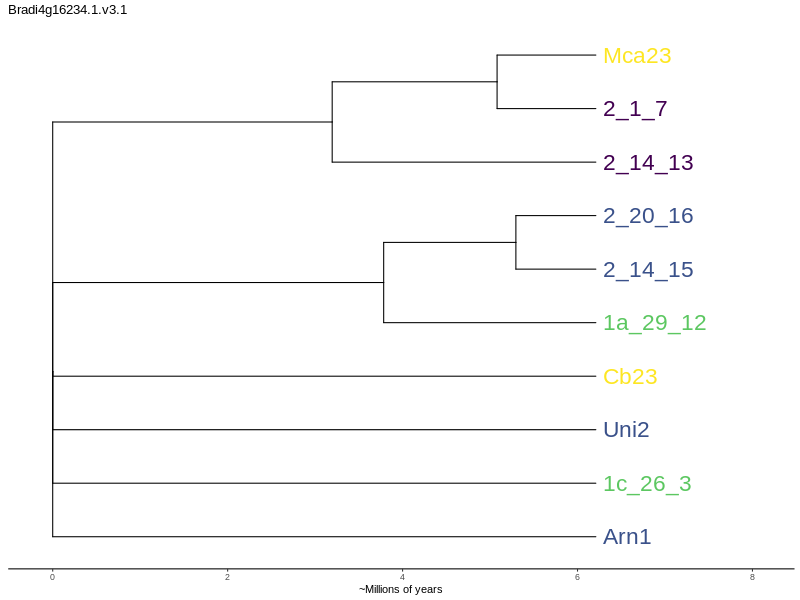 Bradi4g16234.1.v3.1
Mca23
2_1_7
2_14_13
2_20_16
2_14_15
1a_29_12
Cb23
Uni2
1c_26_3
Arn1
0 2 4 6 8
~Millions of years